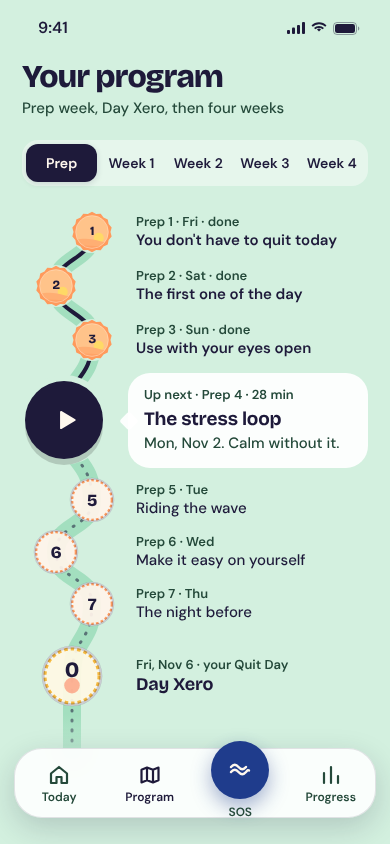 9:41
Your program
Prep week, Day Xero, then four weeks
Prep
Week 1
Week 2
Week 3
Week 4
1
Prep 1 · Fri · done
You don't have to quit today
2
Prep 2 · Sat · done
The first one of the day
3
Prep 3 · Sun · done
Use with your eyes open
Up next · Prep 4 · 28 min
The stress loop
Mon, Nov 2. Calm without it.
5
Prep 5 · Tue
Riding the wave
6
Prep 6 · Wed
Make it easy on yourself
7
Prep 7 · Thu
The night before
0
Fri, Nov 6 · your Quit Day
Day Xero
Today
Program
SOS
Progress